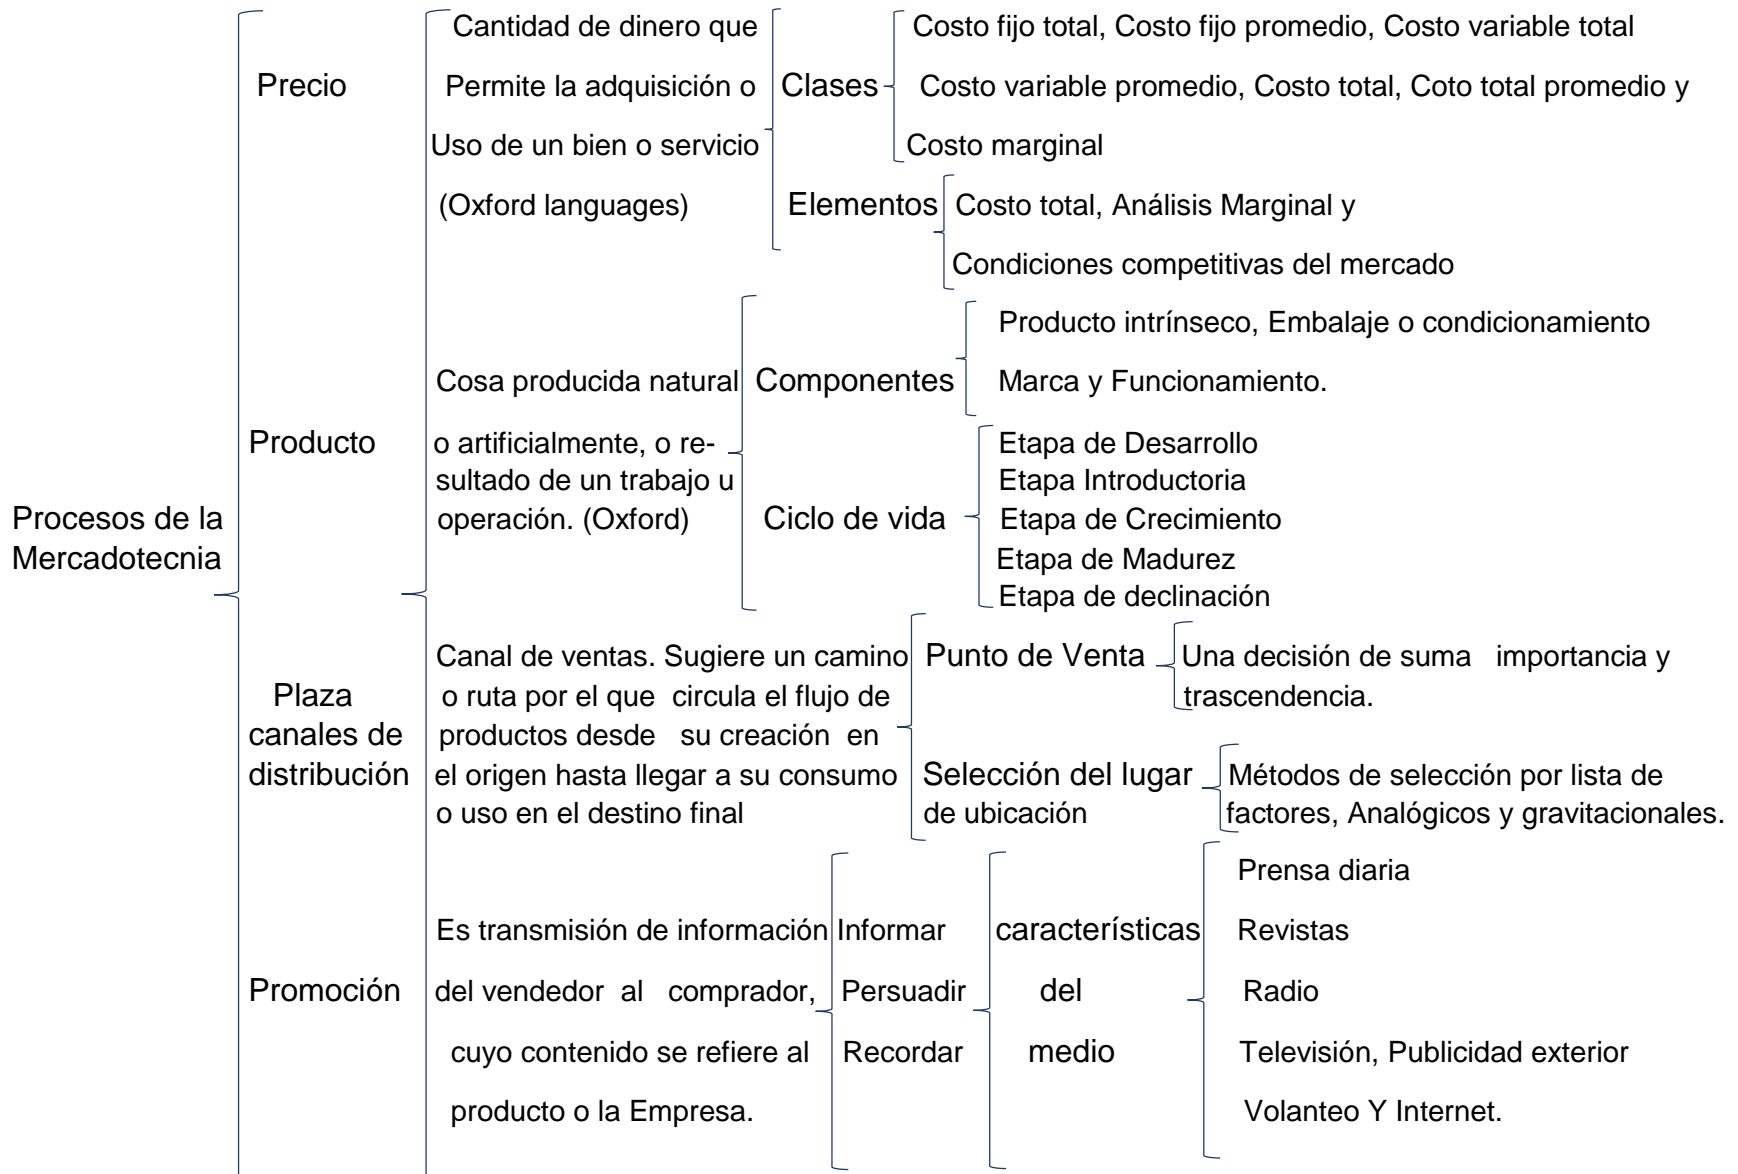 Procesos de la
Mercadotecnia
Precio
Cantidad de dinero que
Permite la adquisición o
Uso de un bien o servicio
(Oxford languages)
Clases
Costo fijo total, Costo fijo promedio, Costo variable total
Costo variable promedio, Costo total, Coto total promedio y
Costo marginal
Elementos
Costo total, Análisis Marginal y
Condiciones competitivas del mercado
Producto
Cosa producida natural
o artificialmente, o re-
sultado de un trabajo u
operación. (Oxford)
Componentes
Producto intrínseco, Embalaje o condicionamiento
Marca y Funcionamiento.
Ciclo de vida
Etapa de Desarrollo
Etapa Introductoria
Etapa de Crecimiento
Etapa de Madurez
Etapa de declinación
Plaza
canales de
distribución
Canal de ventas. Sugiere un camino
o ruta por el que circula el flujo de
productos desde su creación en
el origen hasta llegar a su consumo
o uso en el destino final
Punto de Venta
Una decisión de suma importancia y
trascendencia.
Selección del lugar
de ubicación
Métodos de selección por lista de
factores, Analógicos y gravitacionales.
Promoción
Es transmisión de información
del vendedor al comprador,
cuyo contenido se refiere al
producto o la Empresa.
Informar
Persuadir
Recordar
características
del
medio
Prensa diaria
Revistas
Radio
Televisión, Publicidad exterior
Volanteo Y Internet.